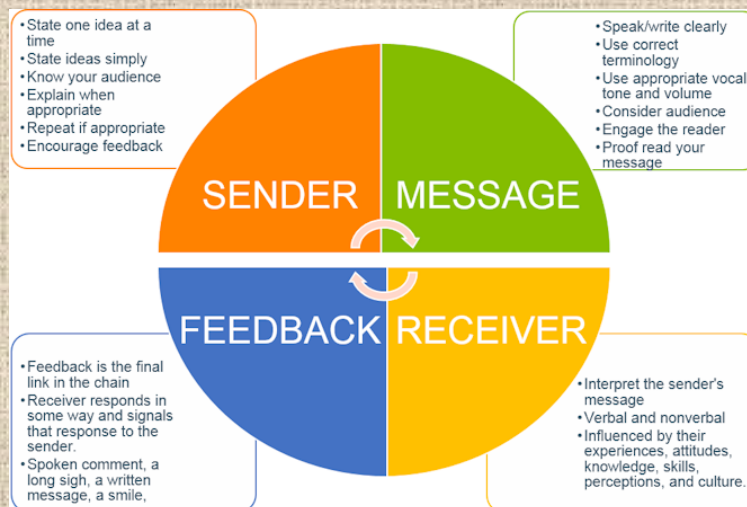 • State one idea at a
time
• State ideas simply
• Know your audience
• Explain when
appropriate
• Repeat if appropriate
• Encourage feedback
• Speak/write clearly
• Use correct
terminology
• Use appropriate vocal
tone and volume
• Consider audience
• Engage the reader
• Proof read your
message
SENDER
MESSAGE
FEEDBACK
RECEIVER
• Feedback is the final
link in the chain
• Receiver responds in
some way and signals
that response to the
sender.
• Spoken comment, a
long sigh, a written
message, a smile,
• Interpret the sender's
message
• Verbal and nonverbal
• Influenced by their
experiences, attitudes,
knowledge, skills,
perceptions, and culture.